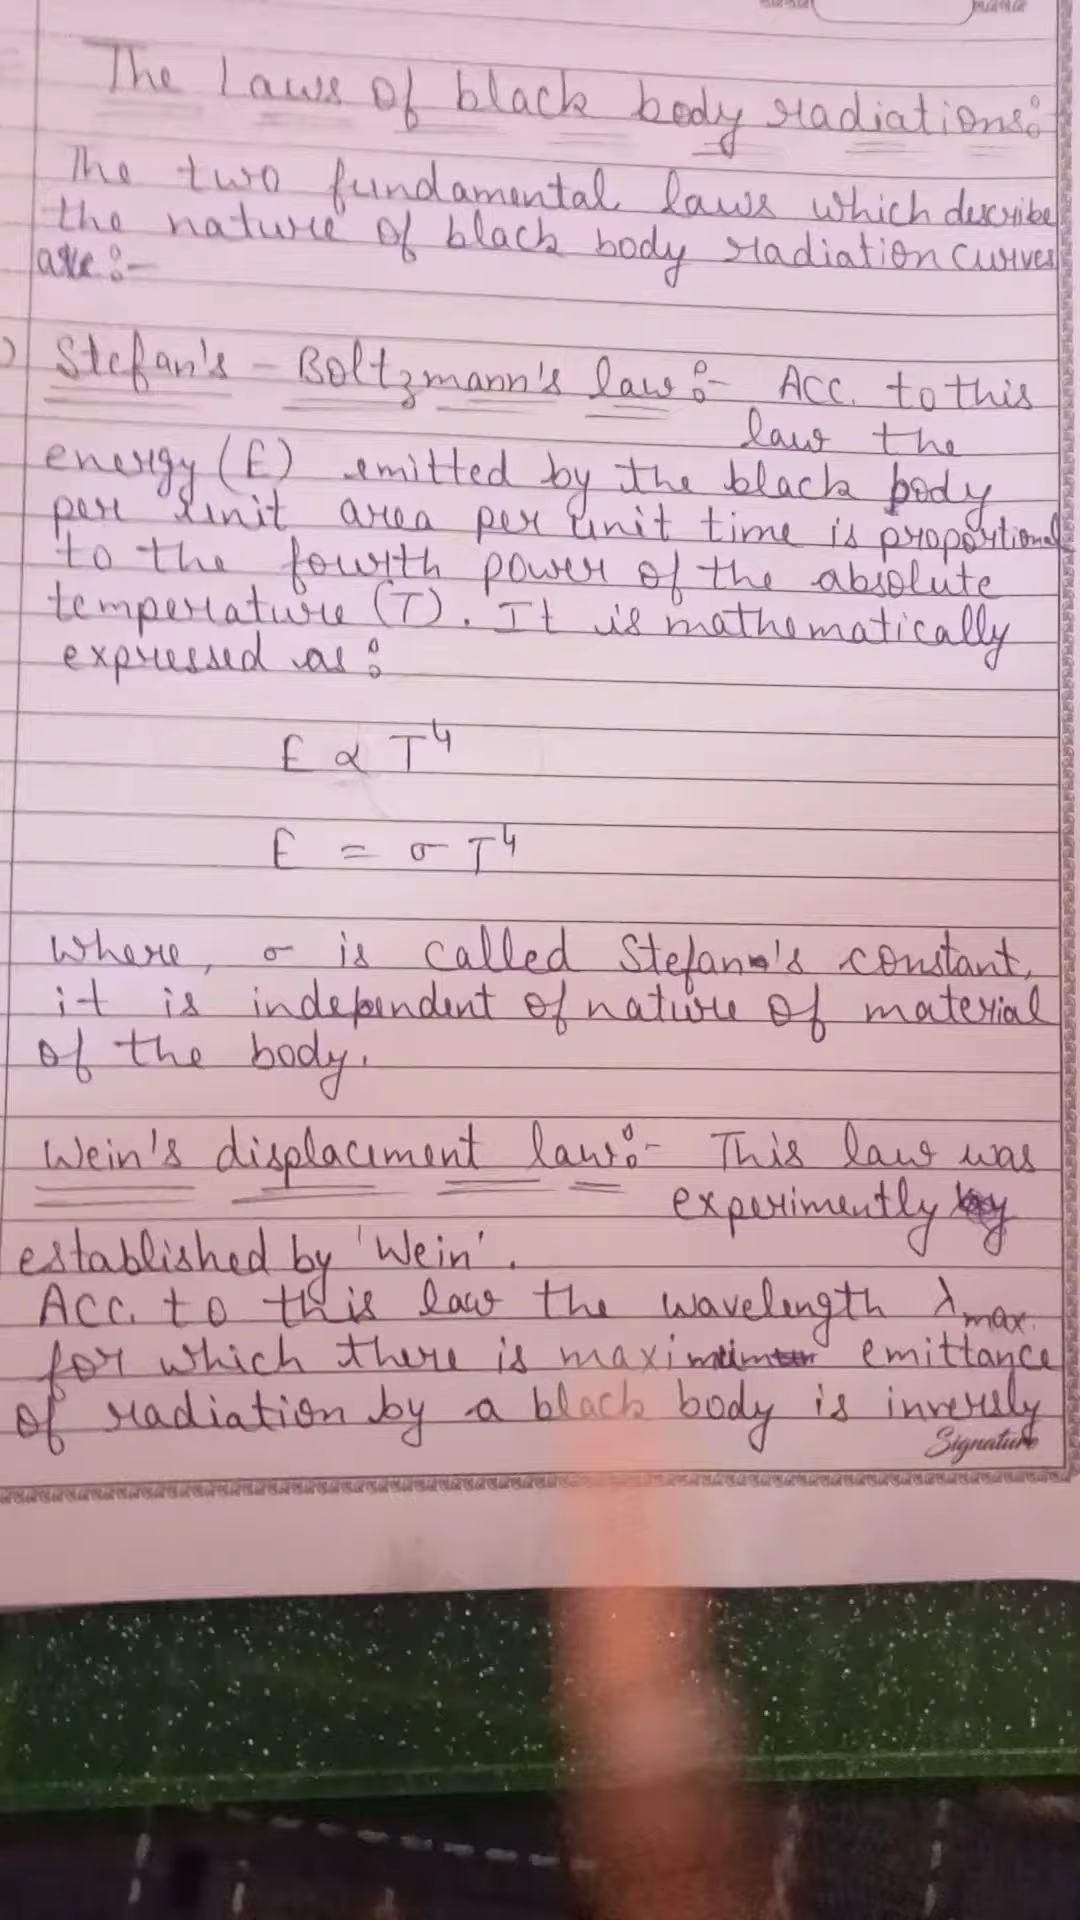 The Laws of black body radiations:
The two fundamental laws which describe
the nature of black body radiation curves
are :-
Stefan's - Boltzmann's law :- Acc. to this
law the
energy (E) emitted by the black body
per unit area per unit time is proportional
to the fourth power of the absolute
temperature (T). It is mathematically
expressed as :
E ∝ T⁴
E = σ T⁴
Where, σ is called Stefan's constant,
it is independent of nature of material
of the body.
Wein's displacement law :- This law was
experimently
established by 'Wein'.
Acc. to this law the wavelength λmax.
for which there is maximum emittance
of radiation by a black body is inversly
Signature